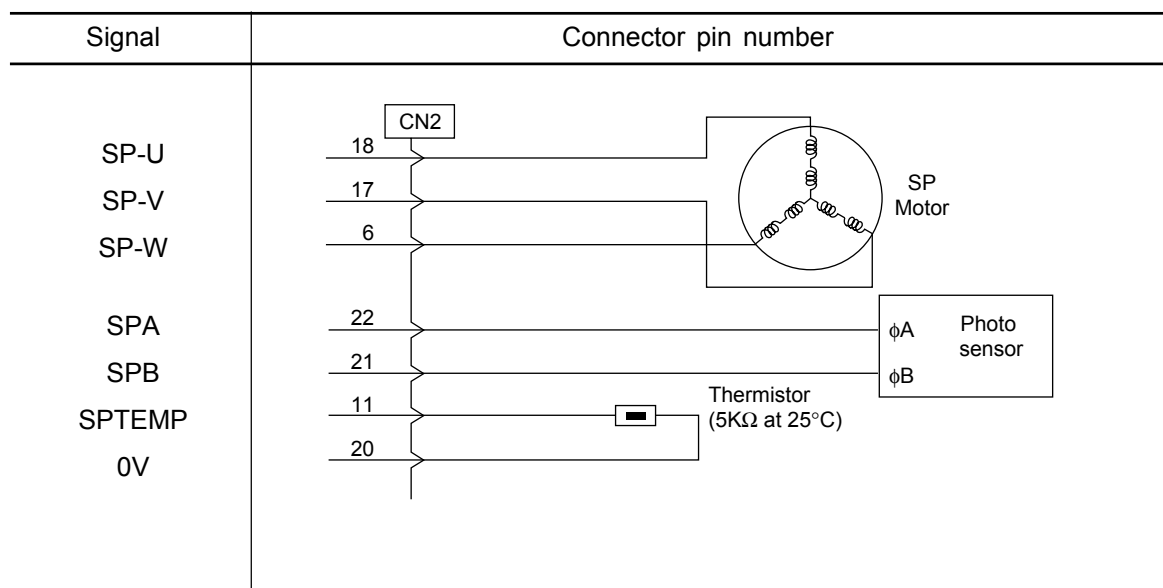 Signal Connector pin number
CN2
SP-U 18
SP-V 17
SP-W 6
SP
Motor
SPA 22
φA Photo
sensor
SPB 21
φB
SPTEMP 11
Thermistor
(5KΩ at 25°C)
0V 20